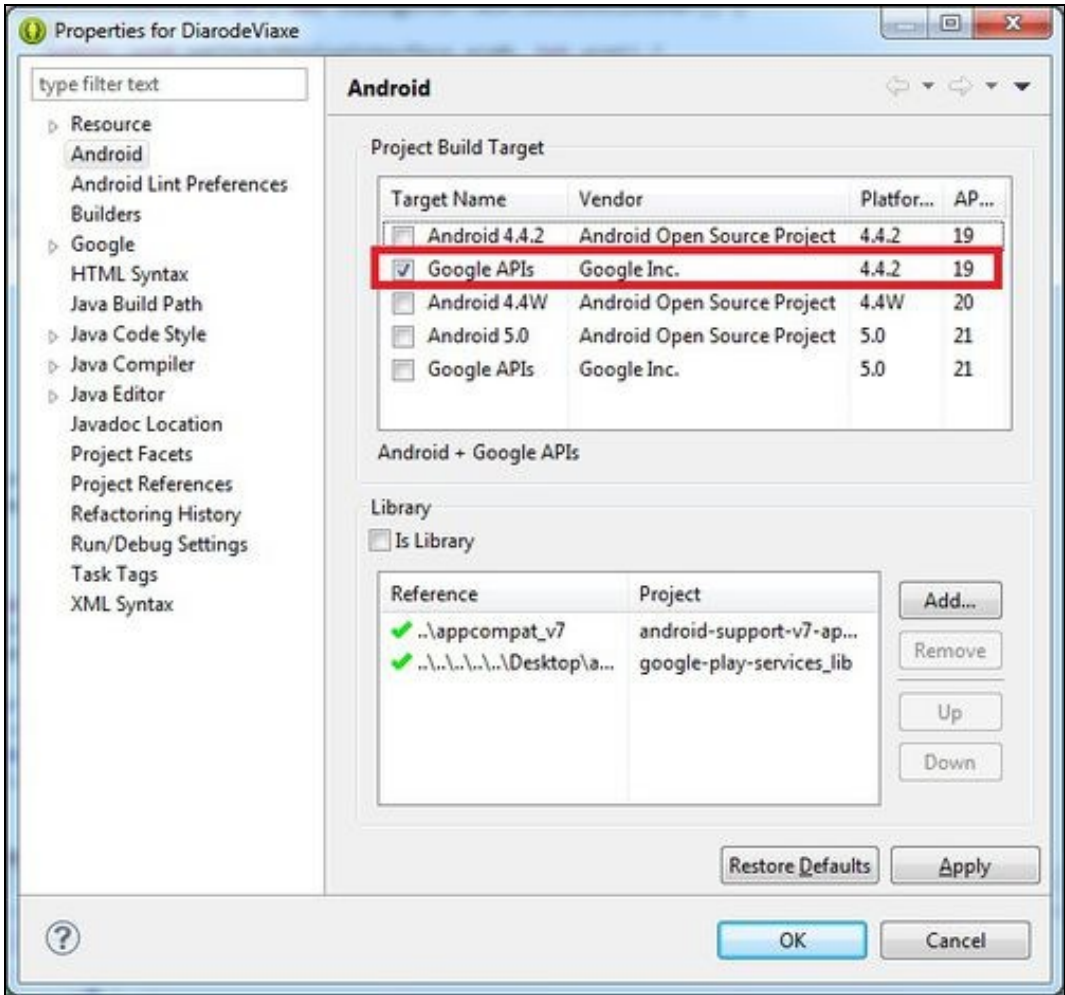 Properties for DiarodeViaxe
type filter text
Resource
Android
Android Lint Preferences
Builders
Google
HTML Syntax
Java Build Path
Java Code Style
Java Compiler
Java Editor
Javadoc Location
Project Facets
Project References
Refactoring History
Run/Debug Settings
Task Tags
XML Syntax
Android
Project Build Target
Target Name Vendor Platfor... AP...
Android 4.4.2 Android Open Source Project 4.4.2 19
Google APIs Google Inc. 4.4.2 19
Android 4.4W Android Open Source Project 4.4W 20
Android 5.0 Android Open Source Project 5.0 21
Google APIs Google Inc. 5.0 21
Android + Google APIs
Library
Is Library
Reference Project
..\appcompat_v7 android-support-v7-ap...
..\..\..\..\..\Desktop\a... google-play-services_lib
Add...
Remove
Up
Down
Restore Defaults Apply
? OK Cancel